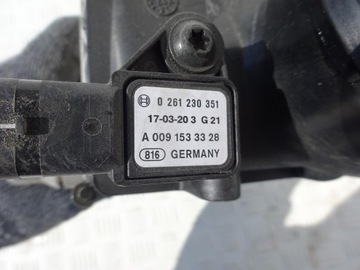 0 261 230 351
17-03-20 3 G 21
A 009 153 33 28
816 GERMANY